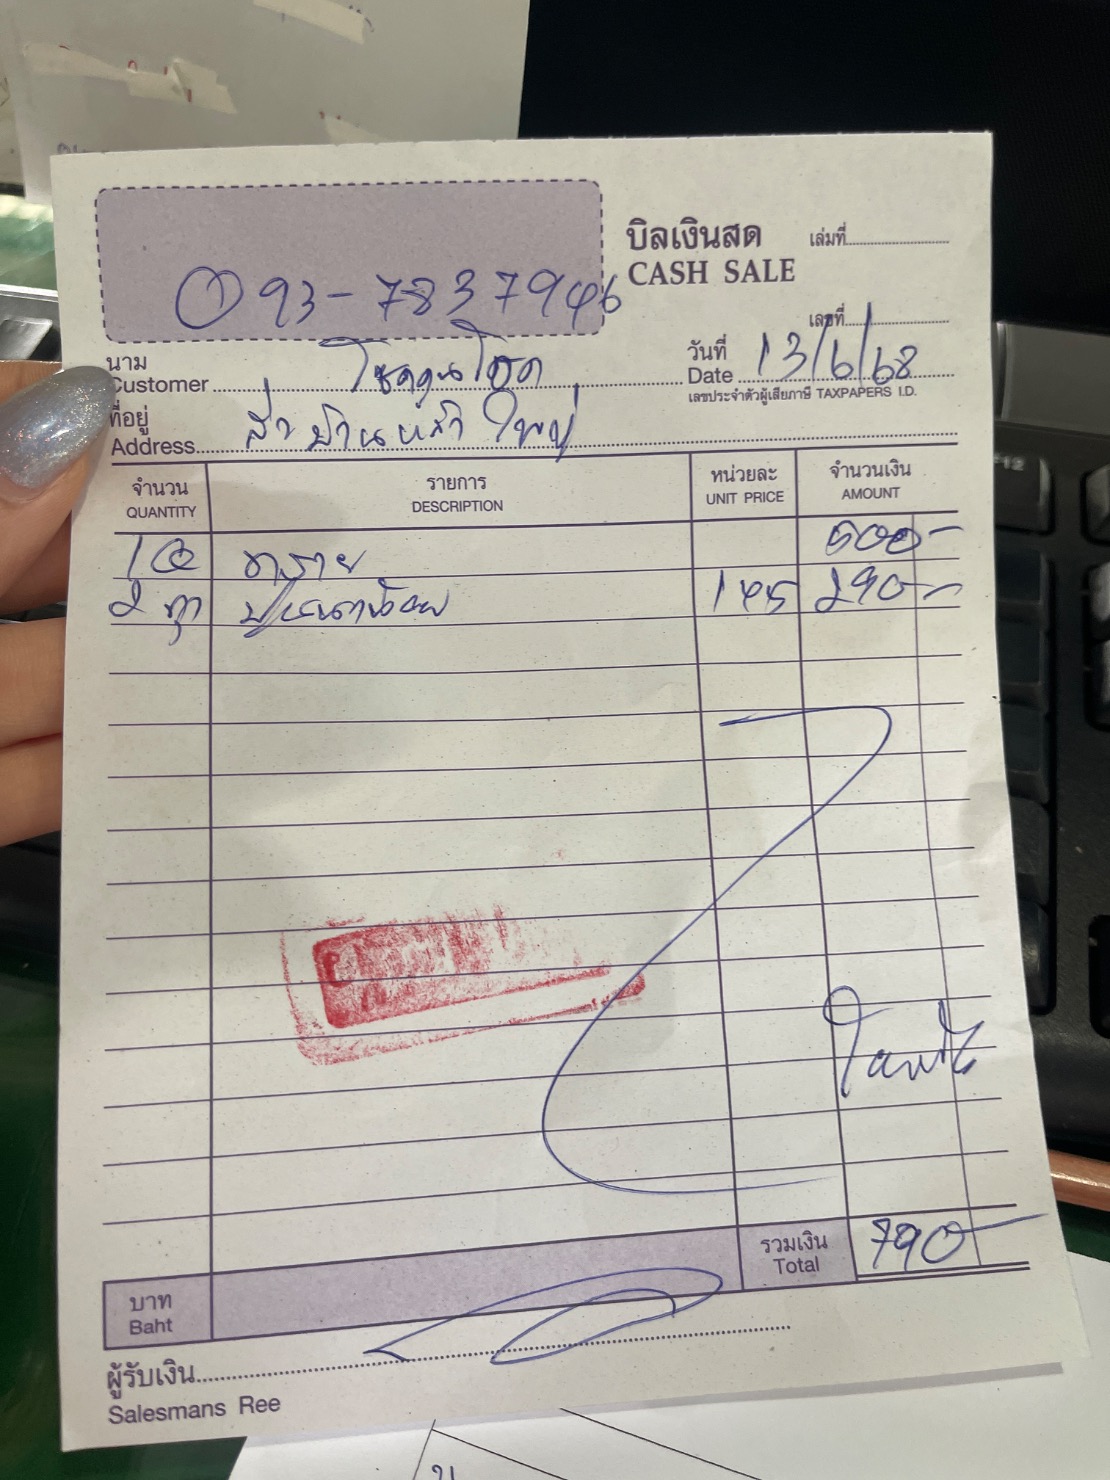 093-7837946
บิลเงินสด
CASH SALE
เล่มที่
เลขที่
นาม
Customer
วันที่
Date 13/6/68
เลขประจำตัวผู้เสียภาษี TAXPAPERS I.D.
ที่อยู่
Address
จำนวน รายการ หน่วยละ จำนวนเงิน
QUANTITY DESCRIPTION UNIT PRICE AMOUNT
ทราย 500-
2 145 290-
รวมเงิน 790-
Total
บาท
Baht
ผู้รับเงิน
Salesmans Ree